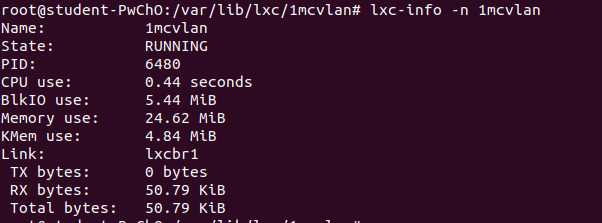 root@student-PwChO:/var/lib/lxc/1mcvlan# lxc-info -n 1mcvlan
Name: 1mcvlan
State: RUNNING
PID: 6480
CPU use: 0.44 seconds
BlkIO use: 5.44 MiB
Memory use: 24.62 MiB
KMem use: 4.84 MiB
Link: lxcbr1
TX bytes: 0 bytes
RX bytes: 50.79 KiB
Total bytes: 50.79 KiB